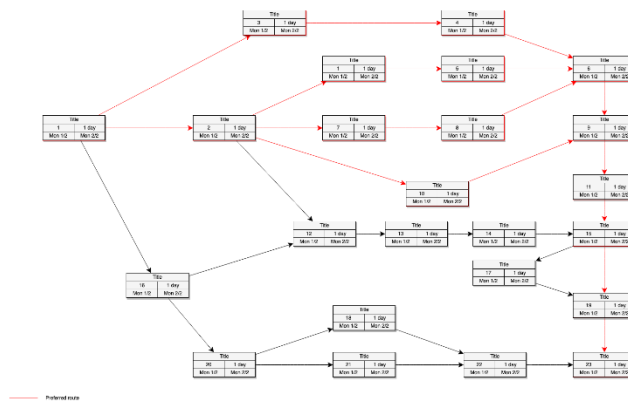 Title
3 1 day
Mon 1/2 Mon 2/2
Title
4 1 day
Mon 1/2 Mon 2/2
Title
1 1 day
Mon 1/2 Mon 2/2
Title
6 1 day
Mon 1/2 Mon 2/2
Title
5 1 day
Mon 1/2 Mon 2/2
Title
1 1 day
Mon 1/2 Mon 2/2
Title
2 1 day
Mon 1/2 Mon 2/2
Title
7 1 day
Mon 1/2 Mon 2/2
Title
8 1 day
Mon 1/2 Mon 2/2
Title
9 1 day
Mon 1/2 Mon 2/2
Title
10 1 day
Mon 1/2 Mon 2/2
Title
11 1 day
Mon 1/2 Mon 2/2
Title
12 1 day
Mon 1/2 Mon 2/2
Title
13 1 day
Mon 1/2 Mon 2/2
Title
14 1 day
Mon 1/2 Mon 2/2
Title
15 1 day
Mon 1/2 Mon 2/2
Title
16 1 day
Mon 1/2 Mon 2/2
Title
17 1 day
Mon 1/2 Mon 2/2
Title
19 1 day
Mon 1/2 Mon 2/2
Title
18 1 day
Mon 1/2 Mon 2/2
Title
20 1 day
Mon 1/2 Mon 2/2
Title
21 1 day
Mon 1/2 Mon 2/2
Title
22 1 day
Mon 1/2 Mon 2/2
Title
23 1 day
Mon 1/2 Mon 2/2
Preferred route